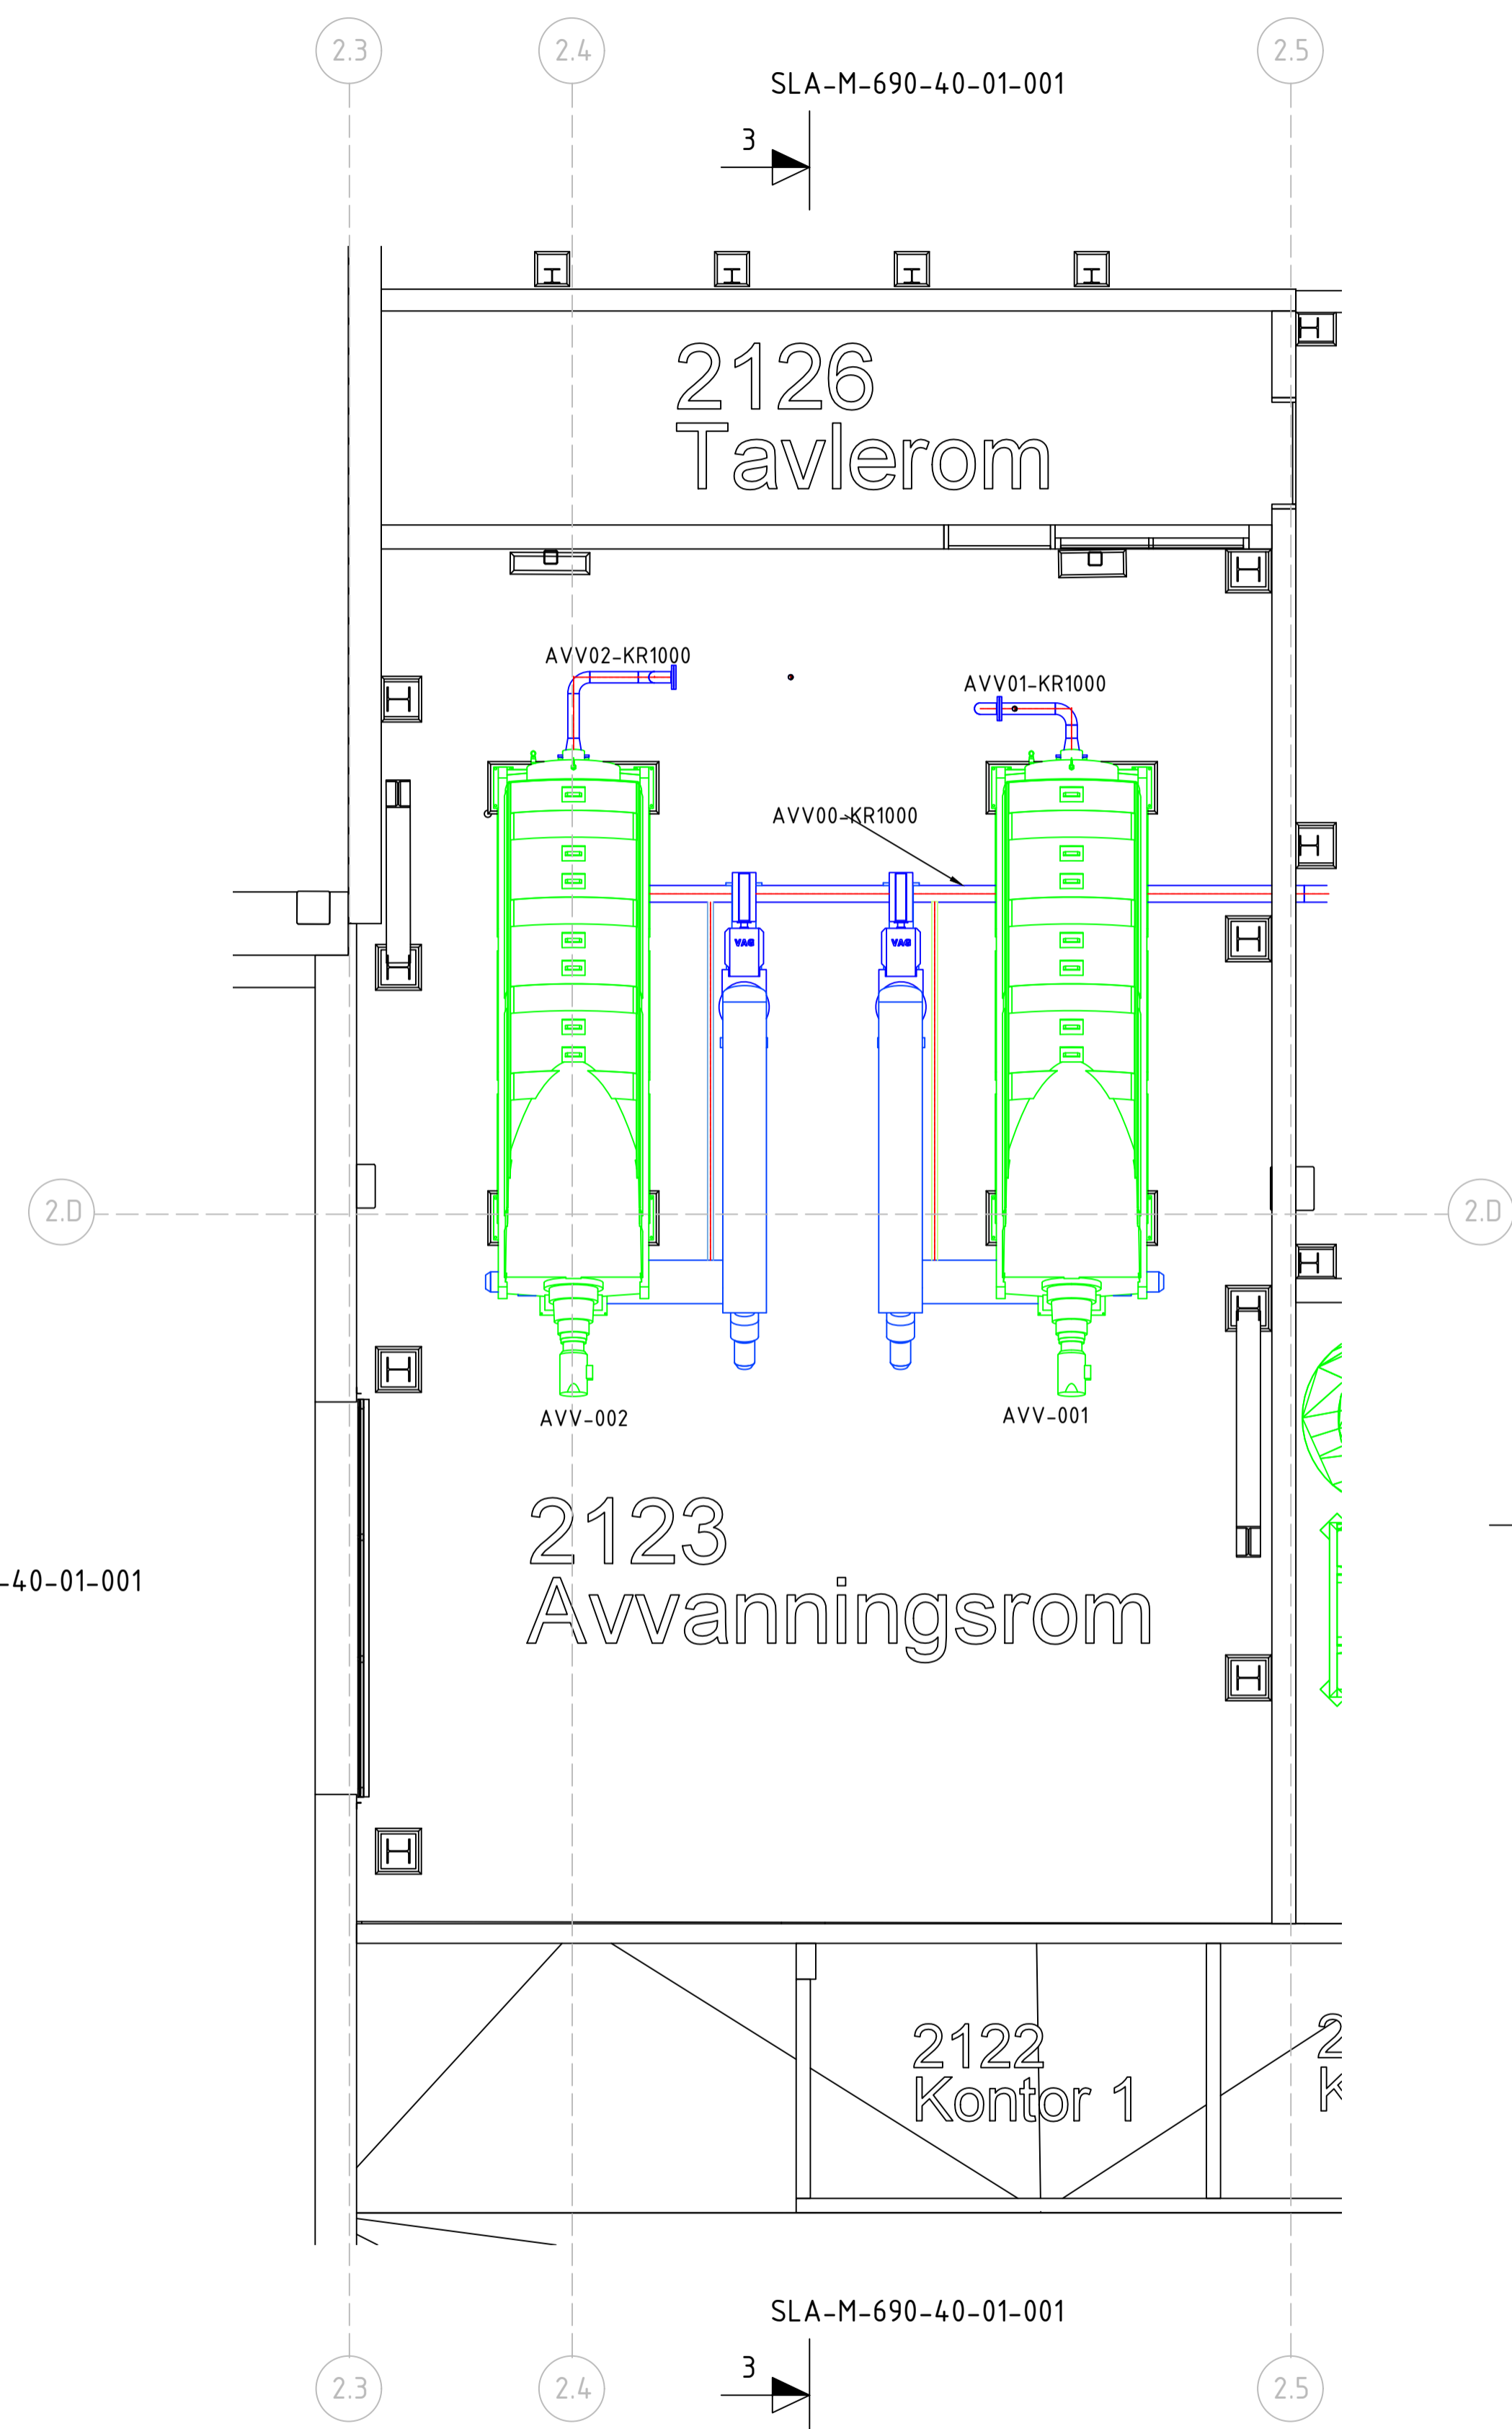 2.3
2.4
2.5
SLA-M-690-40-01-001
3
2126
Tavlerom
AVV02-KR1000
AVV01-KR1000
AVV00-KR1000
VAG
VAG
2.D
2.D
AVV-002
AVV-001
2123
Avvanningsrom
-40-01-001
2122
Kontor 1
2
K
SLA-M-690-40-01-001
3
2.3
2.4
2.5